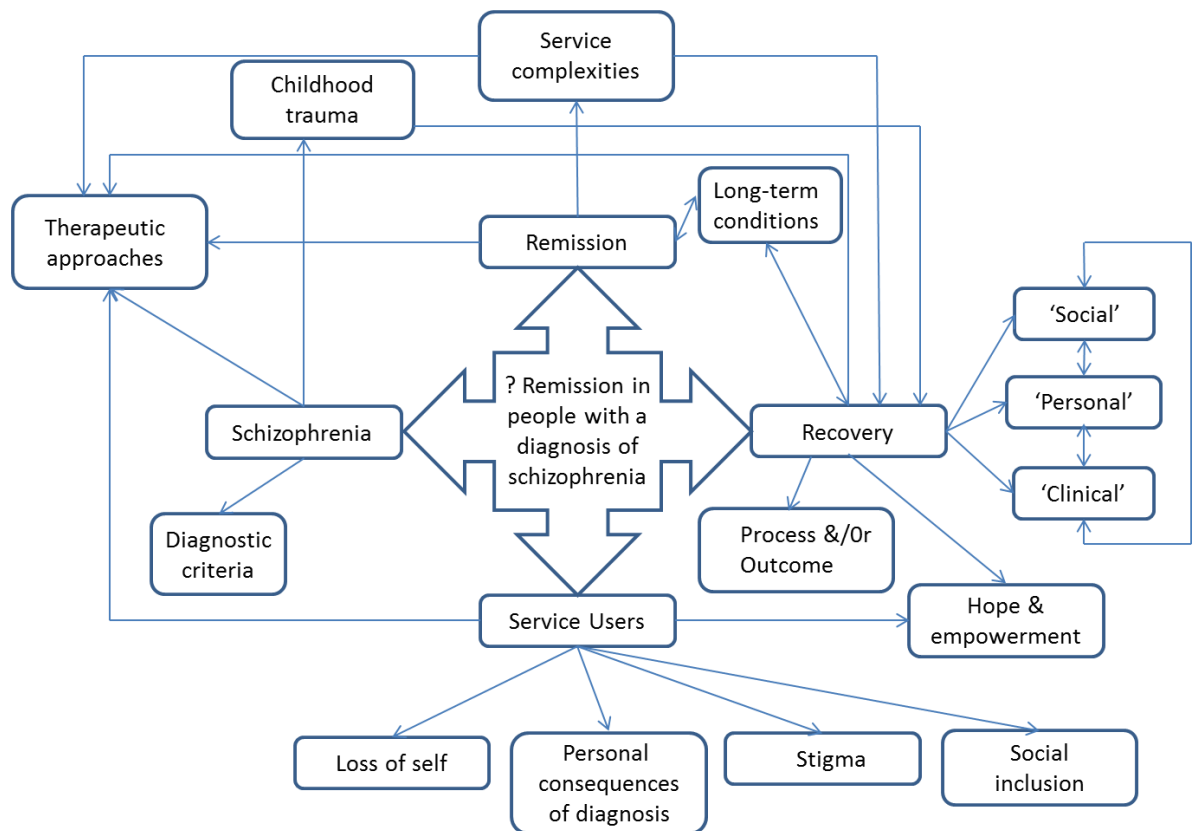 Service
complexities
Childhood
trauma
Therapeutic
approaches
Remission
Long-term
conditions
‘Social’
‘Personal’
‘Clinical’
? Remission in
people with a
diagnosis of
schizophrenia
Schizophrenia
Recovery
Diagnostic
criteria
Process &/0r
Outcome
Service Users
Hope &
empowerment
Loss of self
Personal
consequences
of diagnosis
Stigma
Social
inclusion